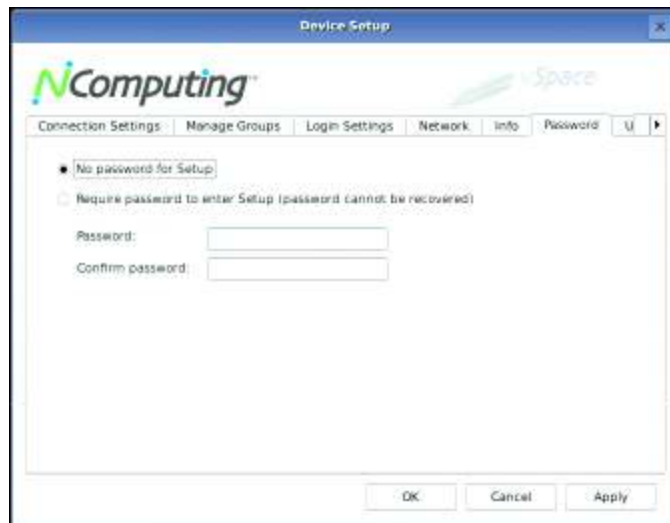 Device Setup
NComputing
Space
Connection Settings Manage Groups Login Settings Network Info Password U
No password for Setup
Require password to enter Setup (password cannot be recovered)
Password:
Confirm password:
OK Cancel Apply